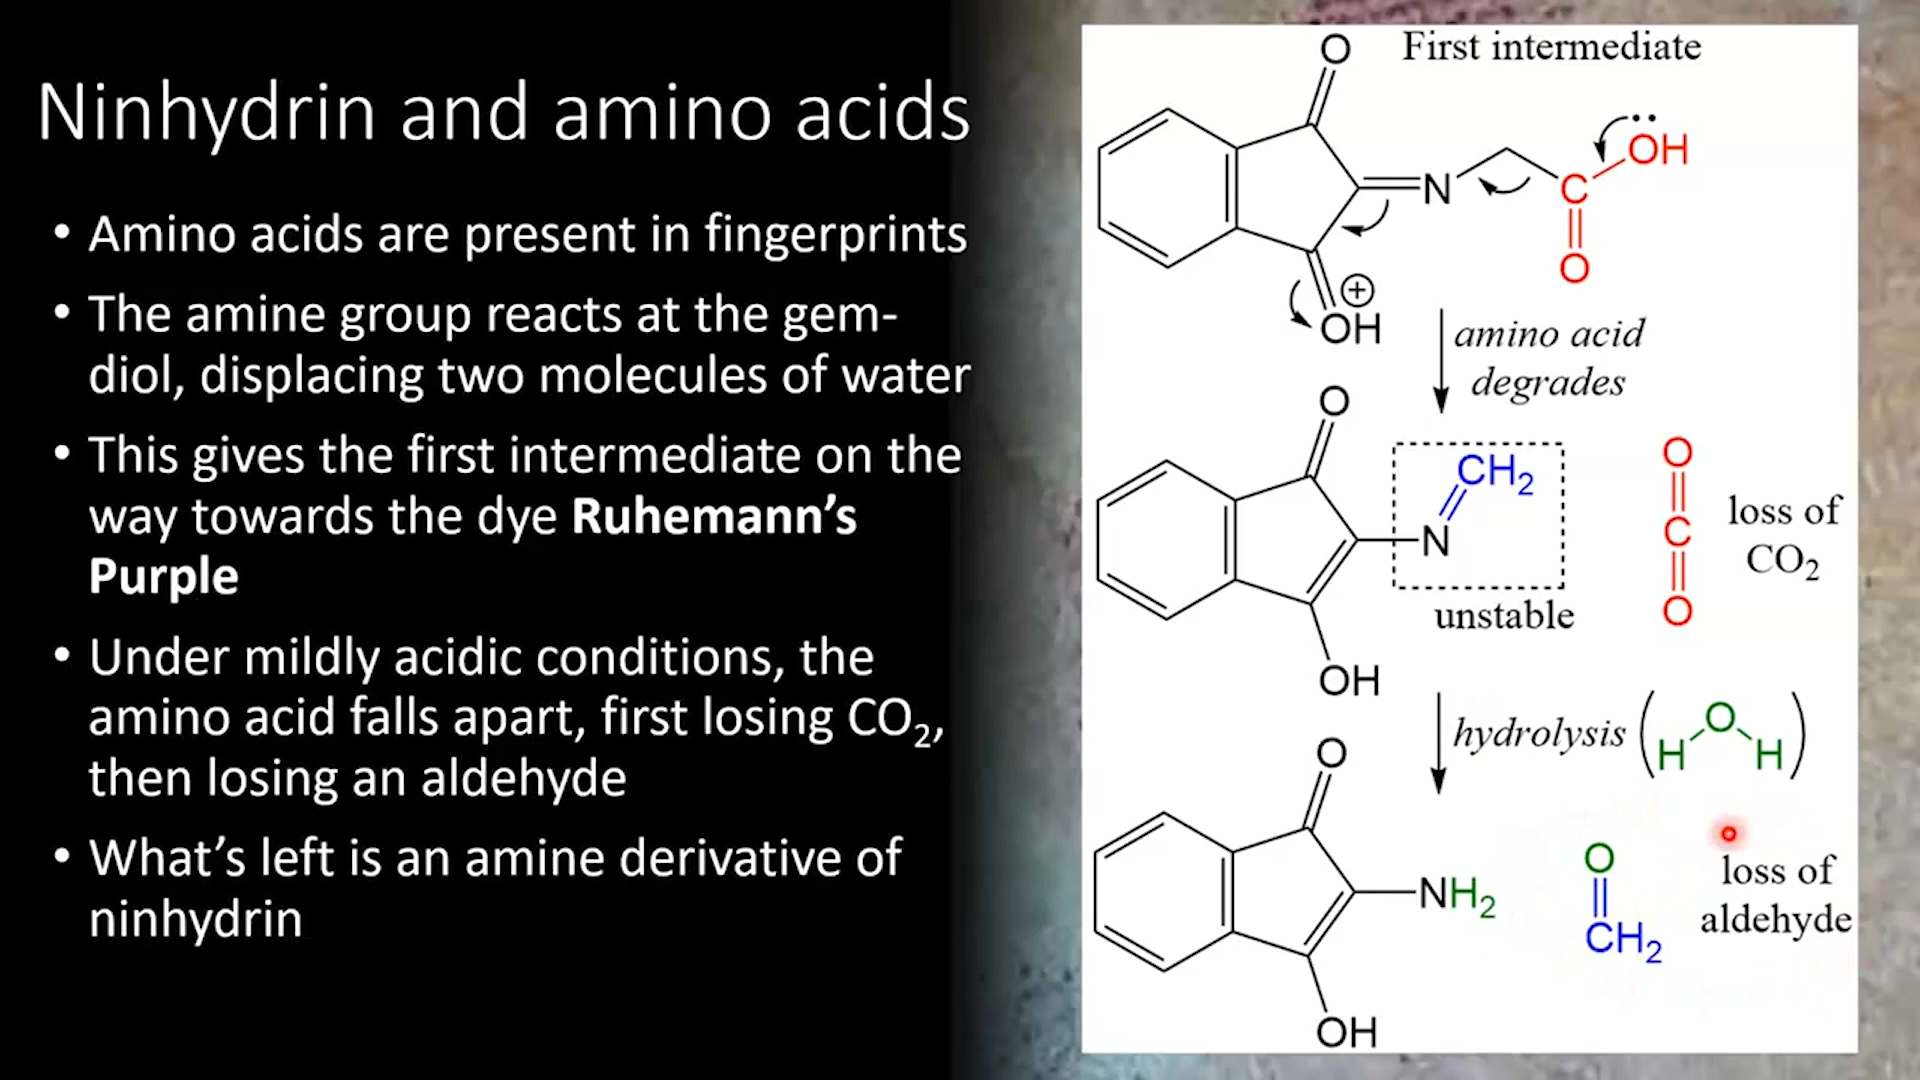 Ninhydrin and amino acids
• Amino acids are present in fingerprints
• The amine group reacts at the gem-
diol, displacing two molecules of water
• This gives the first intermediate on the
way towards the dye Ruhemann’s
Purple
• Under mildly acidic conditions, the
amino acid falls apart, first losing CO₂,
then losing an aldehyde
• What’s left is an amine derivative of
ninhydrin
First intermediate
O
OH
N
C
O
⊕
OH
amino acid
degrades
O
CH₂
N
unstable
OH
O
C
O
loss of
CO₂
hydrolysis (H O H)
O
NH₂
OH
O
CH₂
loss of
aldehyde